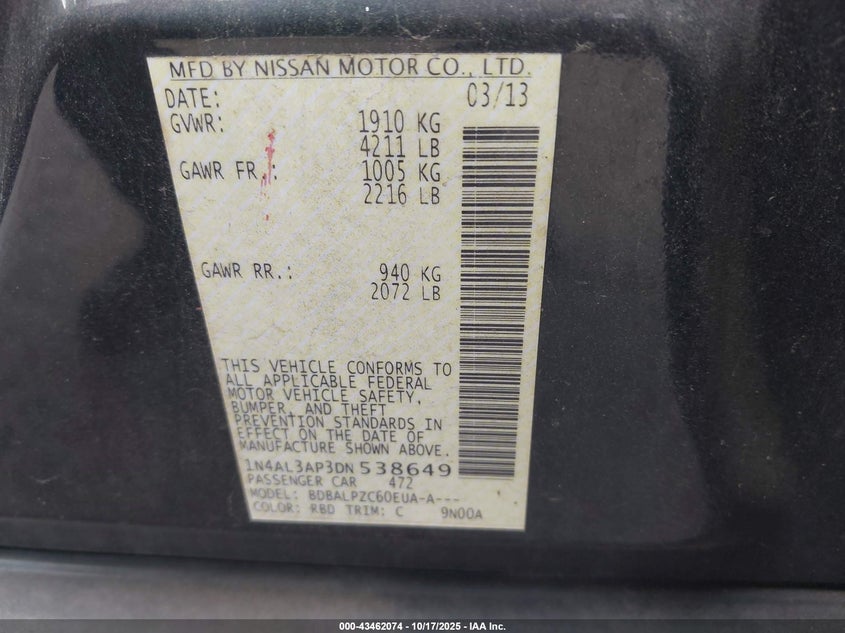 MFD BY NISSAN MOTOR CO., LTD.
DATE: 03/13
GVWR: 1910 KG
4211 LB
GAWR FR.: 1005 KG
2216 LB
GAWR RR.: 940 KG
2072 LB
THIS VEHICLE CONFORMS TO
ALL APPLICABLE FEDERAL
MOTOR VEHICLE SAFETY,
BUMPER, AND THEFT
PREVENTION STANDARDS IN
EFFECT ON THE DATE OF
MANUFACTURE SHOWN ABOVE.
1N4AL3AP3DN538649
PASSENGER CAR 472
MODEL: BDBALPZC60EUA-A---
COLOR: RBD TRIM: C 9N00A
000-43462074 | 10/17/2025 - IAA Inc.